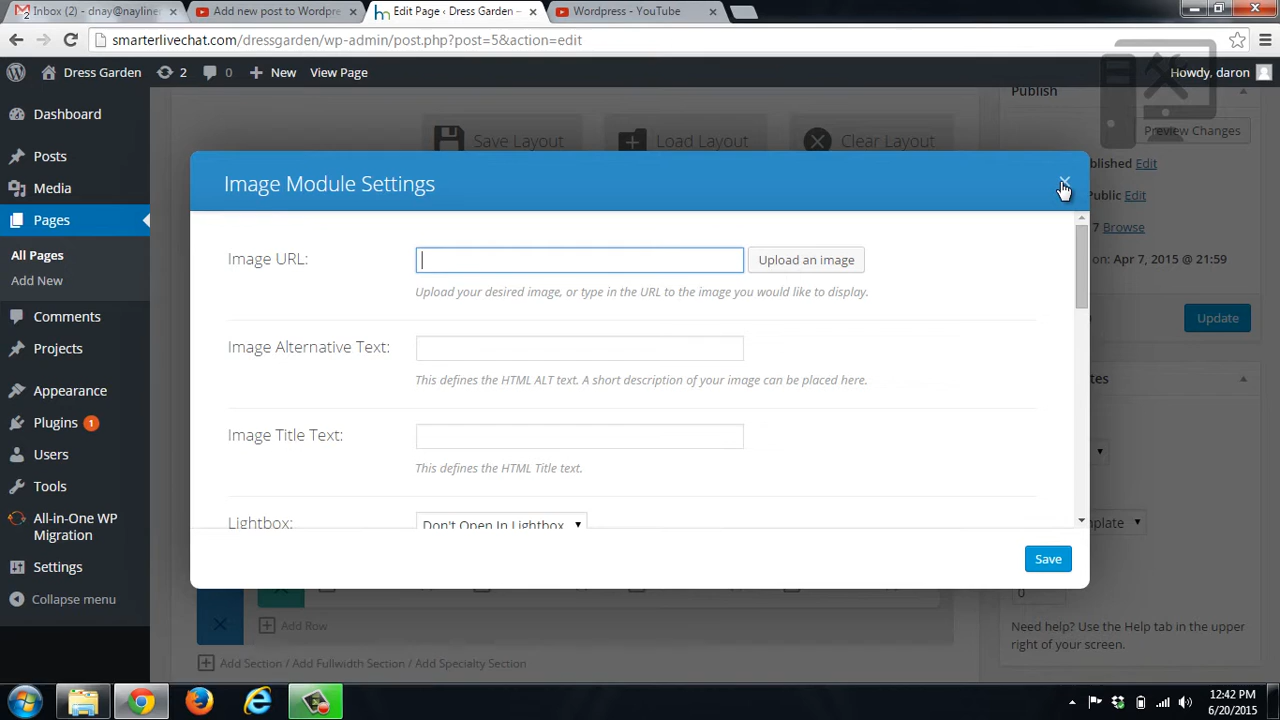 Inbox (2) - dnay@nayline
Add new post to Wordpre
Edit Page ‹ Dress Garden –
Wordpress - YouTube
smarterlivechat.com/dressgarden/wp-admin/post.php?post=5&action=edit
Dress Garden
2
0
New
View Page
Howdy, daron
Dashboard
Posts
Media
Pages
All Pages
Add New
Comments
Projects
Appearance
Plugins 1
Users
Tools
All-in-One WP
Migration
Settings
Collapse menu
Save Layout
Load Layout
Clear Layout
Image Module Settings
Image URL:
Upload an image
Upload your desired image, or type in the URL to the image you would like to display.
Image Alternative Text:
This defines the HTML ALT text. A short description of your image can be placed here.
Image Title Text:
This defines the HTML Title text.
Lightbox:
Don't Open In Lightbox
Save
Add Row
Add Section / Add Fullwidth Section / Add Specialty Section
Publish
Preview Changes
ublished Edit
Public Edit
7 Browse
on: Apr 7, 2015 @ 21:59
Update
tes
plate
0
Need help? Use the Help tab in the upper
right of your screen.
12:42 PM
6/20/2015